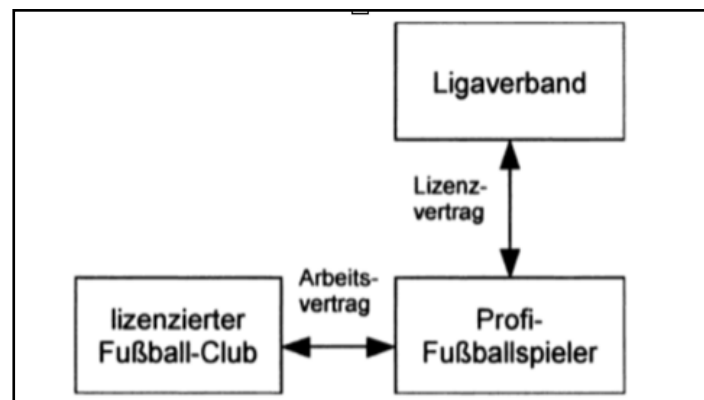 Ligaverband
Lizenz-
vertrag
Arbeits-
vertrag
lizenzierter
Fußball-Club
Profi-
Fußballspieler